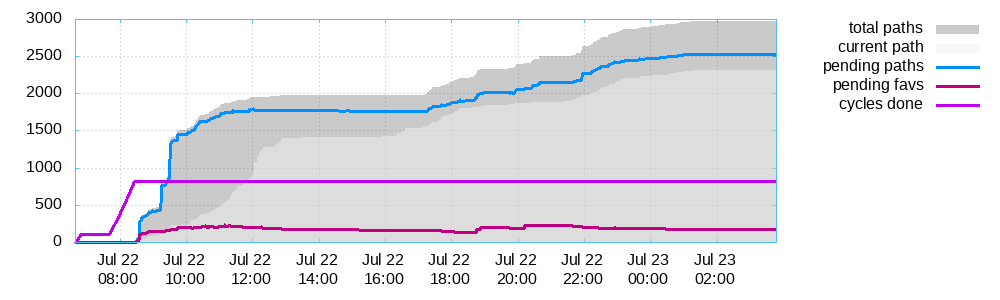 3000
2500
2000
1500
1000
500
0
Jul 22 Jul 22 Jul 22 Jul 22 Jul 22 Jul 22 Jul 22 Jul 22 Jul 23 Jul 23
08:00 10:00 12:00 14:00 16:00 18:00 20:00 22:00 00:00 02:00
total paths
current path
pending paths
pending favs
cycles done